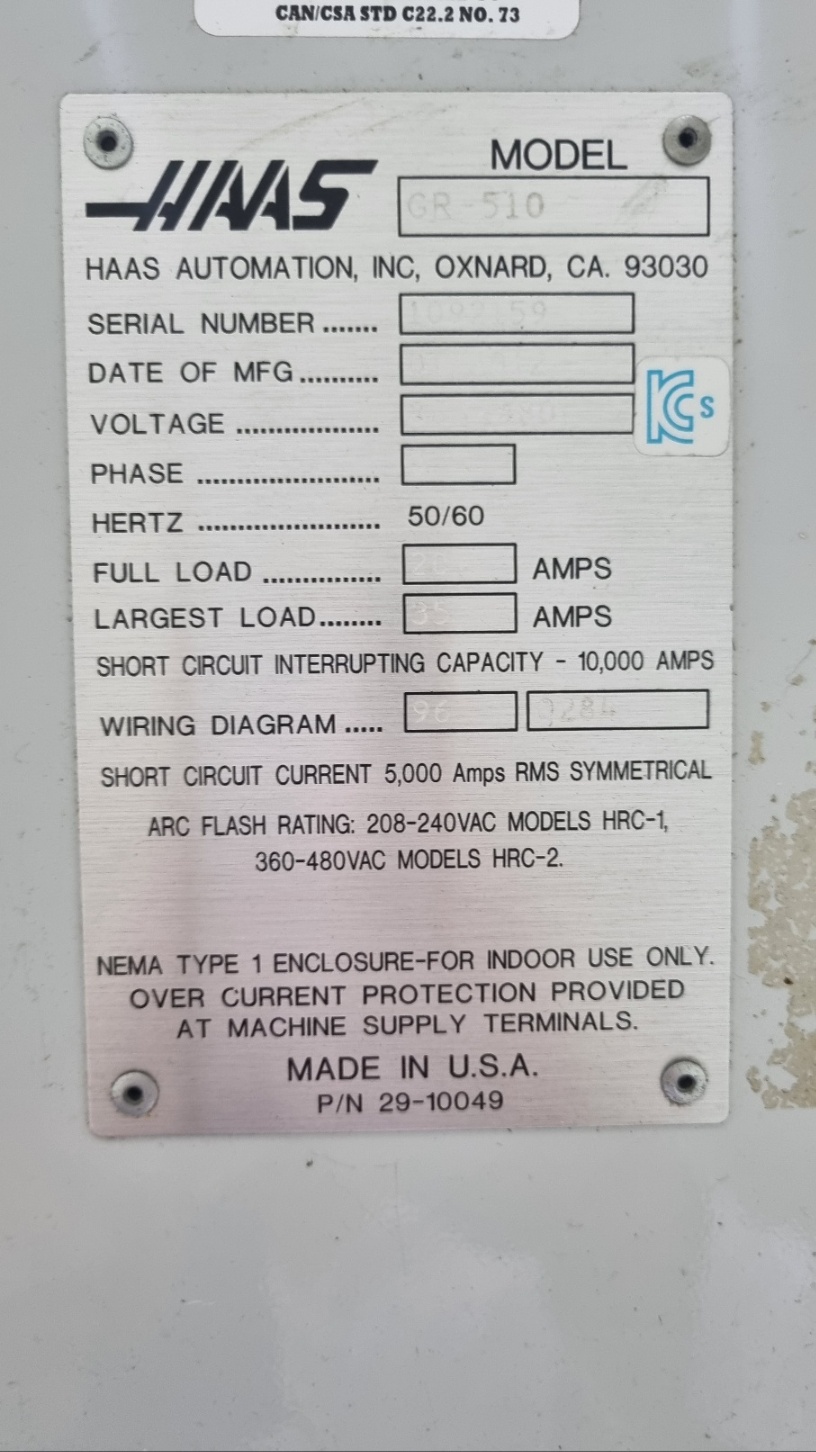 CAN/CSA STD C22.2 NO. 73
HAAS
MODEL
GR-510
HAAS AUTOMATION, INC, OXNARD, CA. 93030
SERIAL NUMBER .......
DATE OF MFG ..........
VOLTAGE ..................
KC s
PHASE .......................
HERTZ ....................... 50/60
FULL LOAD ............... AMPS
LARGEST LOAD........ 35 AMPS
SHORT CIRCUIT INTERRUPTING CAPACITY - 10,000 AMPS
WIRING DIAGRAM ..... 96
SHORT CIRCUIT CURRENT 5,000 Amps RMS SYMMETRICAL
ARC FLASH RATING: 208-240VAC MODELS HRC-1,
360-480VAC MODELS HRC-2.
NEMA TYPE 1 ENCLOSURE-FOR INDOOR USE ONLY.
OVER CURRENT PROTECTION PROVIDED
AT MACHINE SUPPLY TERMINALS.
MADE IN U.S.A.
P/N 29-10049